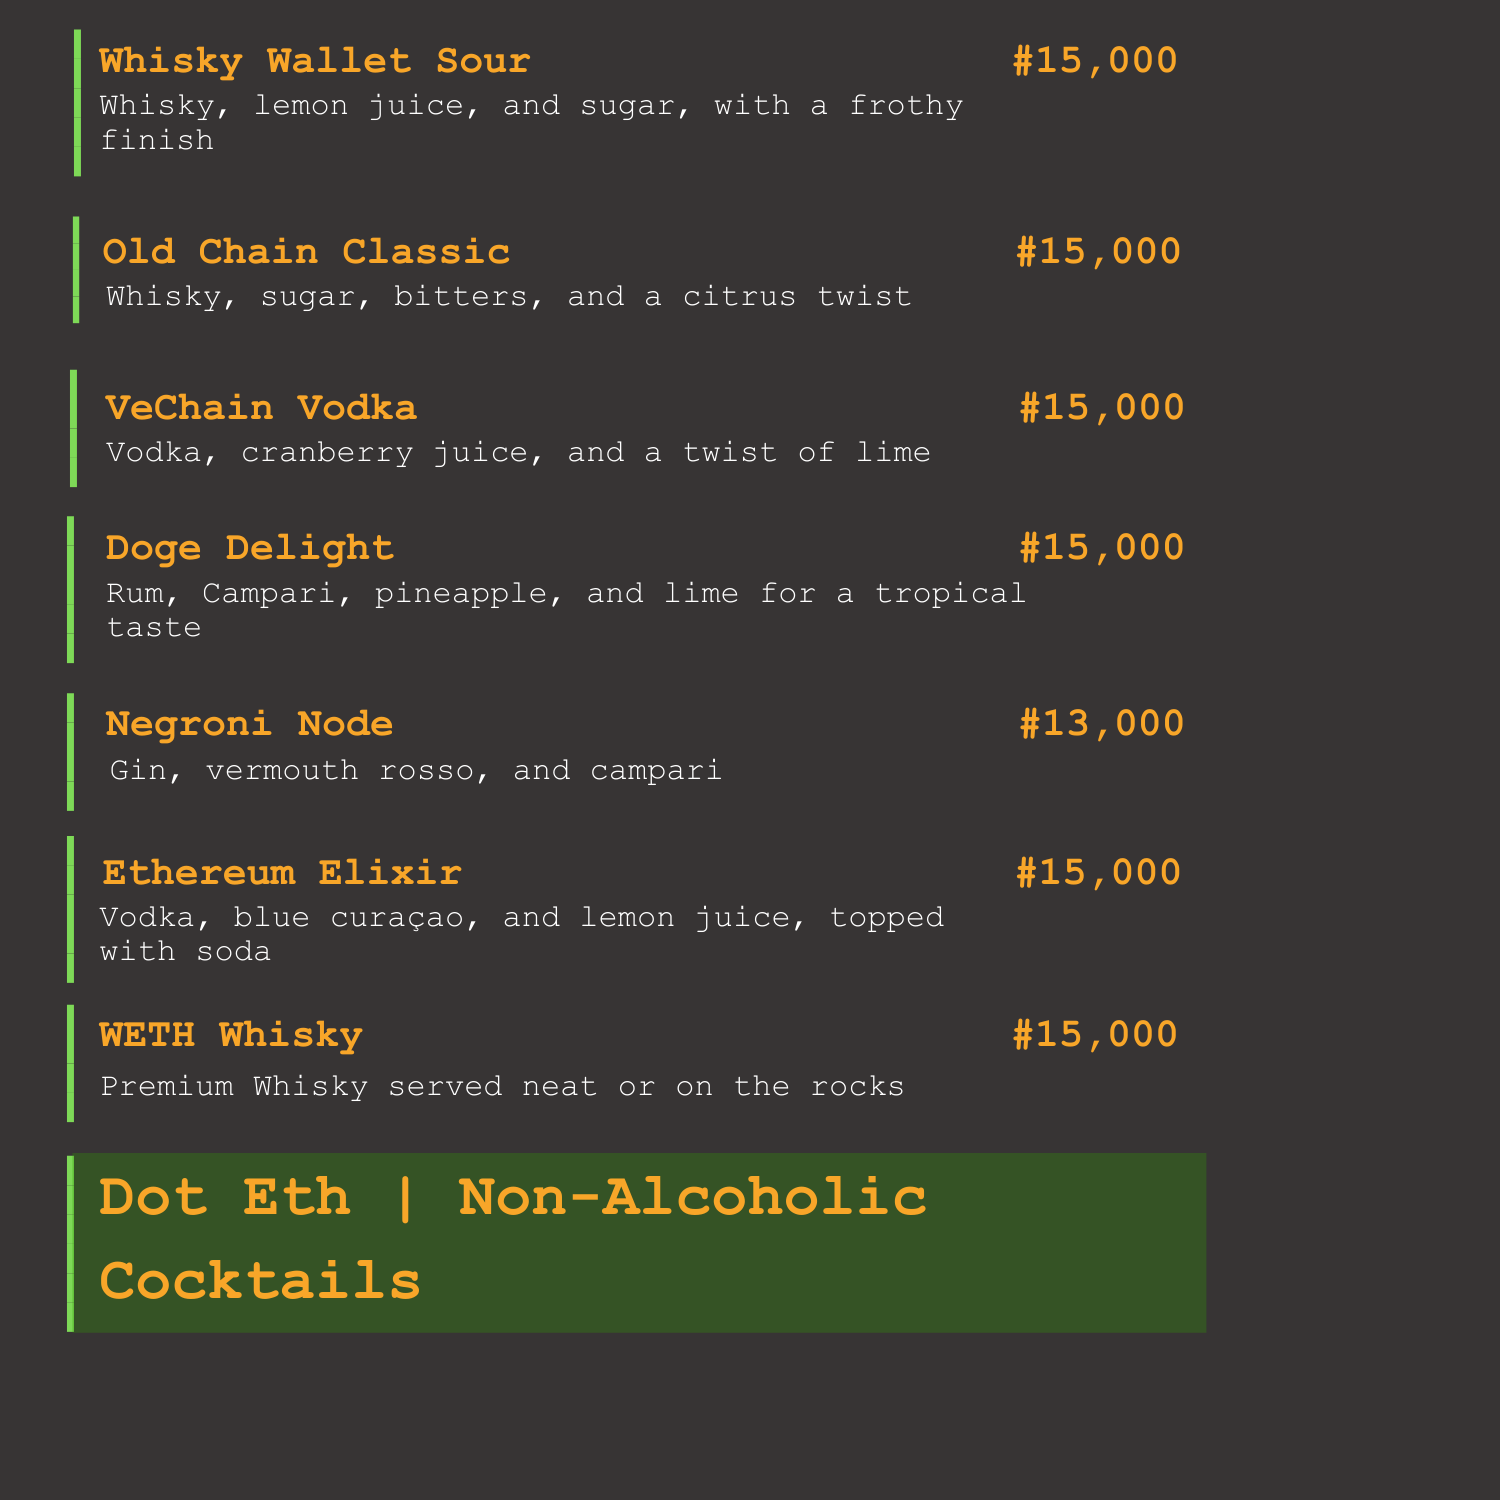 Whisky Wallet Sour #15,000
Whisky, lemon juice, and sugar, with a frothy
finish
Old Chain Classic #15,000
Whisky, sugar, bitters, and a citrus twist
VeChain Vodka #15,000
Vodka, cranberry juice, and a twist of lime
Doge Delight #15,000
Rum, Campari, pineapple, and lime for a tropical
taste
Negroni Node #13,000
Gin, vermouth rosso, and campari
Ethereum Elixir #15,000
Vodka, blue curaçao, and lemon juice, topped
with soda
WETH Whisky #15,000
Premium Whisky served neat or on the rocks
Dot Eth | Non-Alcoholic
Cocktails